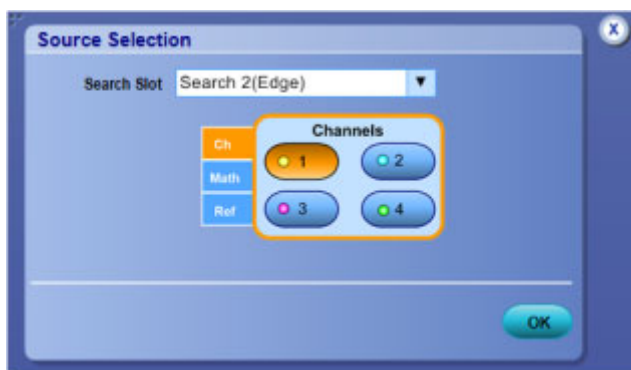 Source Selection
x
Search Slot Search 2(Edge)
Channels
Ch
1 2
Math
Ref
3 4
OK